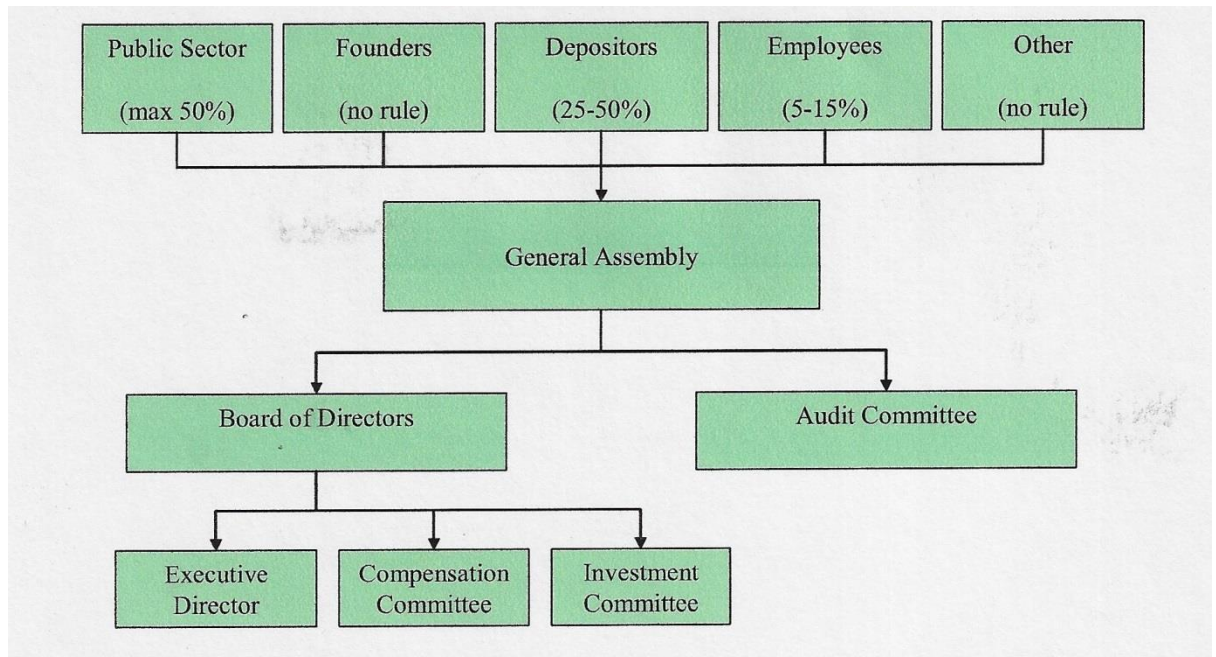 Public Sector
(max 50%)
Founders
(no rule)
Depositors
(25-50%)
Employees
(5-15%)
Other
(no rule)
General Assembly
Board of Directors
Audit Committee
Executive
Director
Compensation
Committee
Investment
Committee